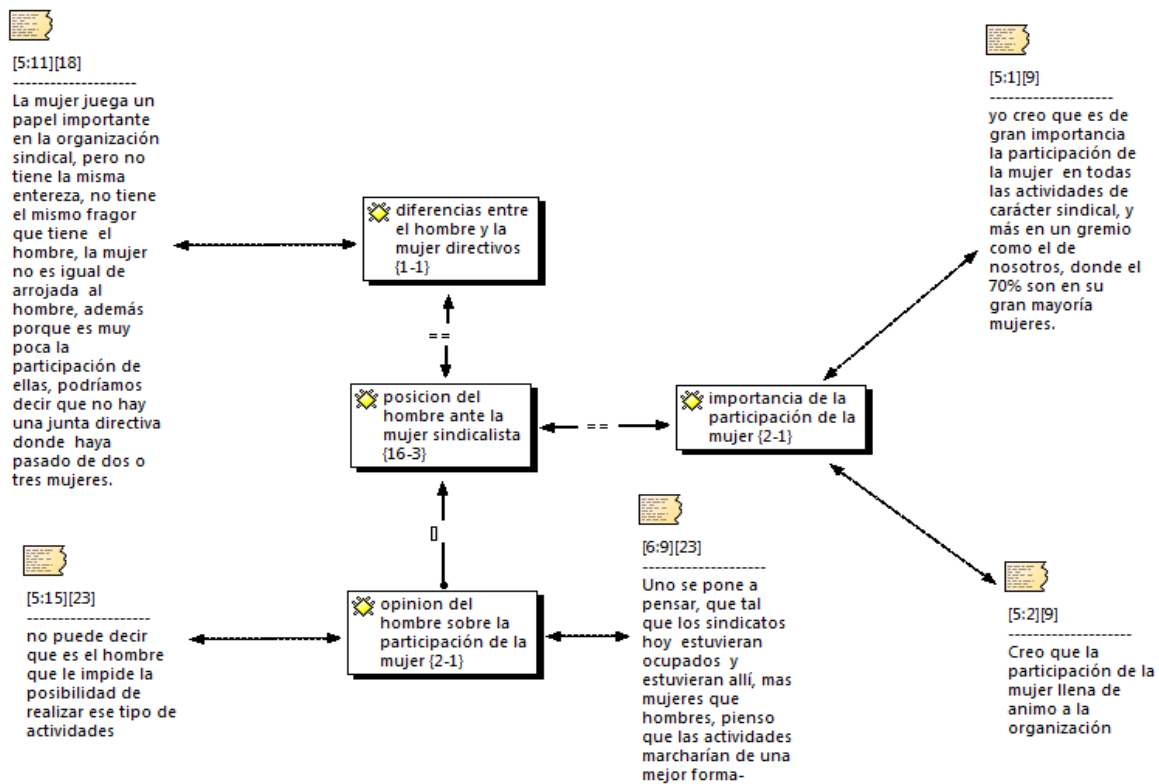 [5:11][18]
--------------------
La mujer juega un
papel importante
en la organización
sindical, pero no
tiene la misma
entereza, no tiene
el mismo fragor
que tiene el
hombre, la mujer
no es igual de
arrojada al
hombre, además
porque es muy
poca la
participación de
ellas, podríamos
decir que no hay
una junta directiva
donde haya
pasado de dos o
tres mujeres.
diferencias entre
el hombre y la
mujer directivos
{1-1}
==
posicion del
hombre ante la
mujer sindicalista
{16-3}
==
importancia de la
participación de la
mujer {2-1}
[5:1][9]
--------------------
yo creo que es de
gran importancia
la participación de
la mujer en todas
las actividades de
carácter sindical, y
más en un gremio
como el de
nosotros, donde el
70% son en su
gran mayoría
mujeres.
[]
[5:15][23]
--------------------
no puede decir
que es el hombre
que le impide la
posibilidad de
realizar ese tipo de
actividades
opinion del
hombre sobre la
participación de la
mujer {2-1}
[6:9][23]
--------------------
Uno se pone a
pensar, que tal
que los sindicatos
hoy estuvieran
ocupados y
estuvieran allí, mas
mujeres que
hombres, pienso
que las actividades
marcharían de una
mejor forma-
[5:2][9]
--------------------
Creo que la
participación de la
mujer llena de
animo a la
organización